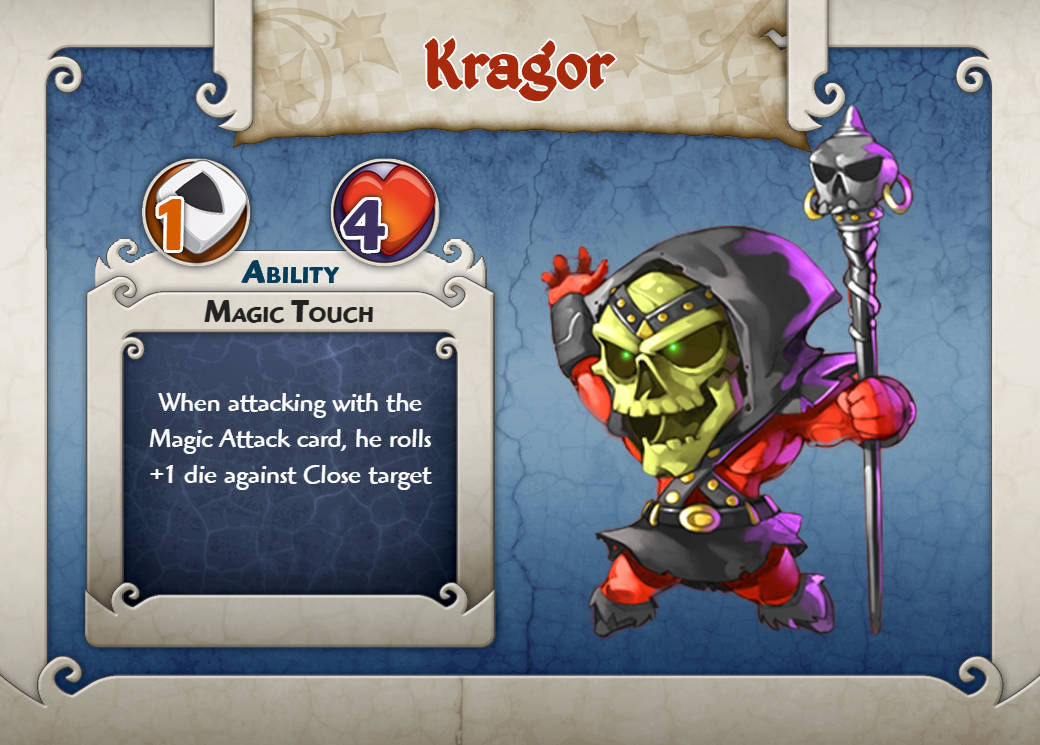 Kragor
1
4
Ability
Magic Touch
When attacking with the
Magic Attack card, he rolls
+1 die against Close target